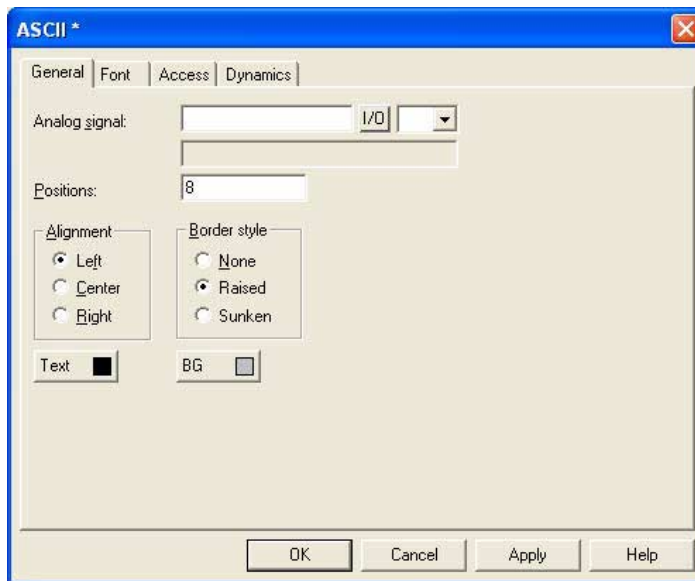 ASCII *
General Font Access Dynamics
Analog signal: I/O
Positions: 8
Alignment Border style
Left None
Center Raised
Right Sunken
Text BG
OK Cancel Apply Help